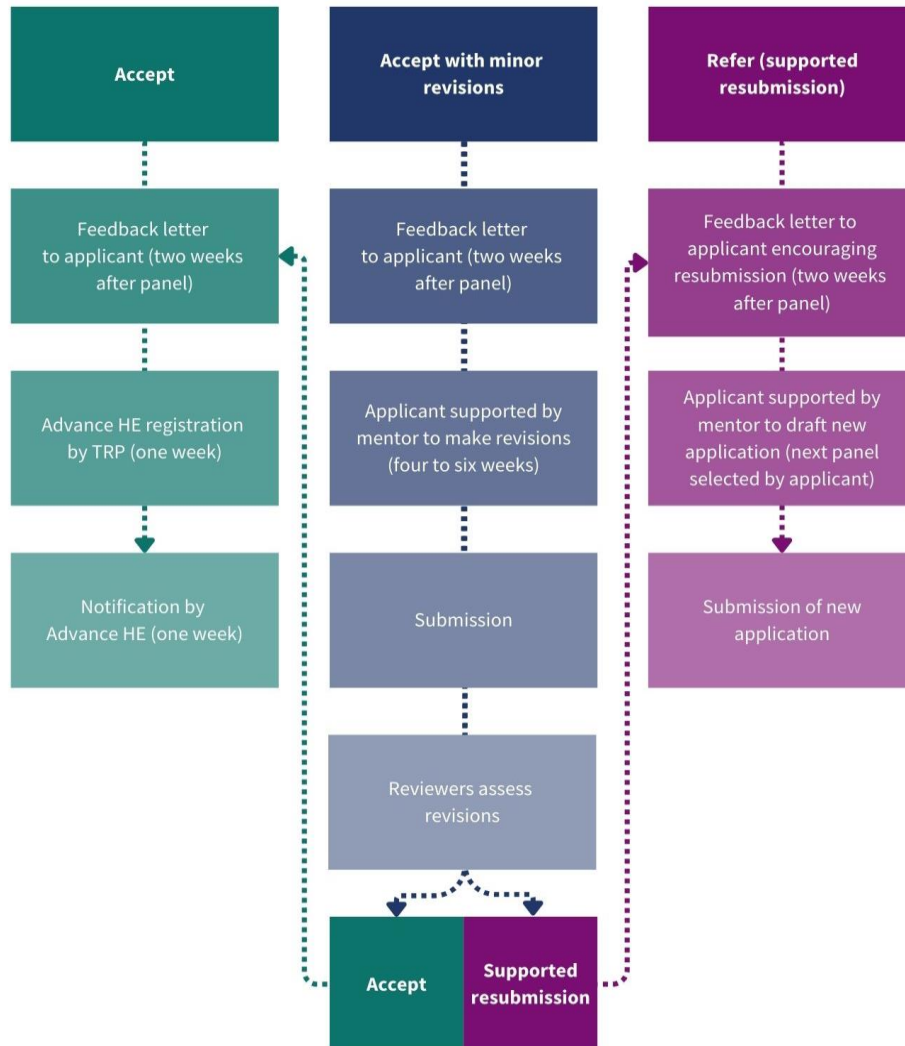 Accept
Feedback letter
to applicant (two weeks
after panel)
Advance HE registration
by TRP (one week)
Notification by
Advance HE (one week)
Accept with minor
revisions
Feedback letter
to applicant (two weeks
after panel)
Applicant supported by
mentor to make revisions
(four to six weeks)
Submission
Reviewers assess
revisions
Accept
Supported
resubmission
Refer (supported
resubmission)
Feedback letter to
applicant encouraging
resubmission (two weeks
after panel)
Applicant supported by
mentor to draft new
application (next panel
selected by applicant)
Submission of new
application